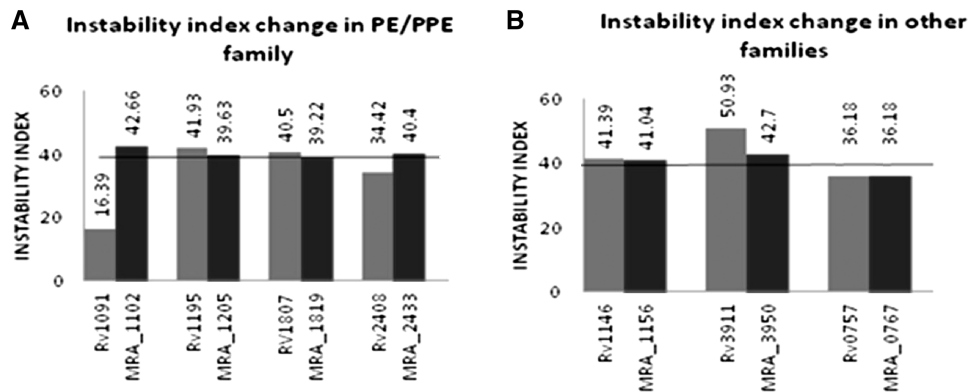 A
Instability index change in PE/PPE
family
INSTABILITY INDEX
60
40
20
0
16.39
42.66
41.93
39.63
40.5
39.22
34.42
40.4
Rv1091
MRA_1102
Rv1195
MRA_1205
RV1807
MRA_1819
Rv2408
MRA_2433
B
Instability index change in other
families
INSTABILITY INDEX
60
40
20
0
41.39
41.04
50.93
42.7
36.18
36.18
Rv1146
MRA_1156
Rv3911
MRA_3950
Rv0757
MRA_0767